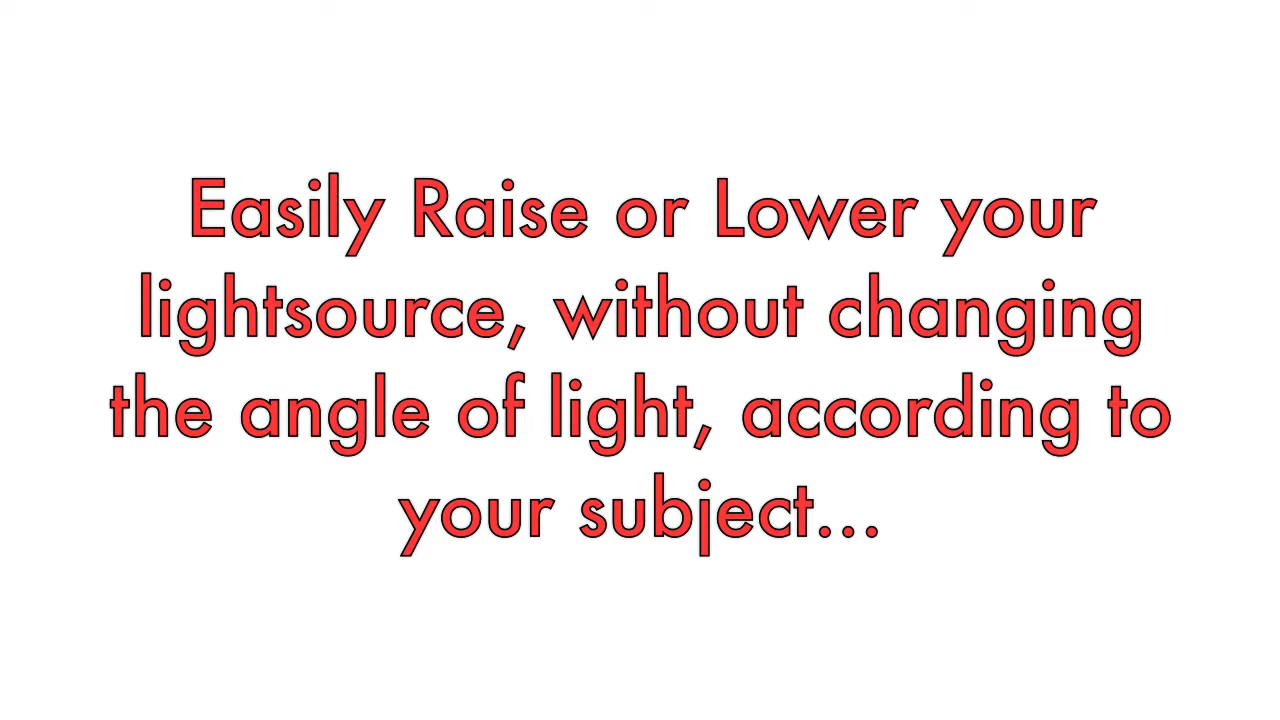 Easily Raise or Lower your
lightsource, without changing
the angle of light, according to
your subject...